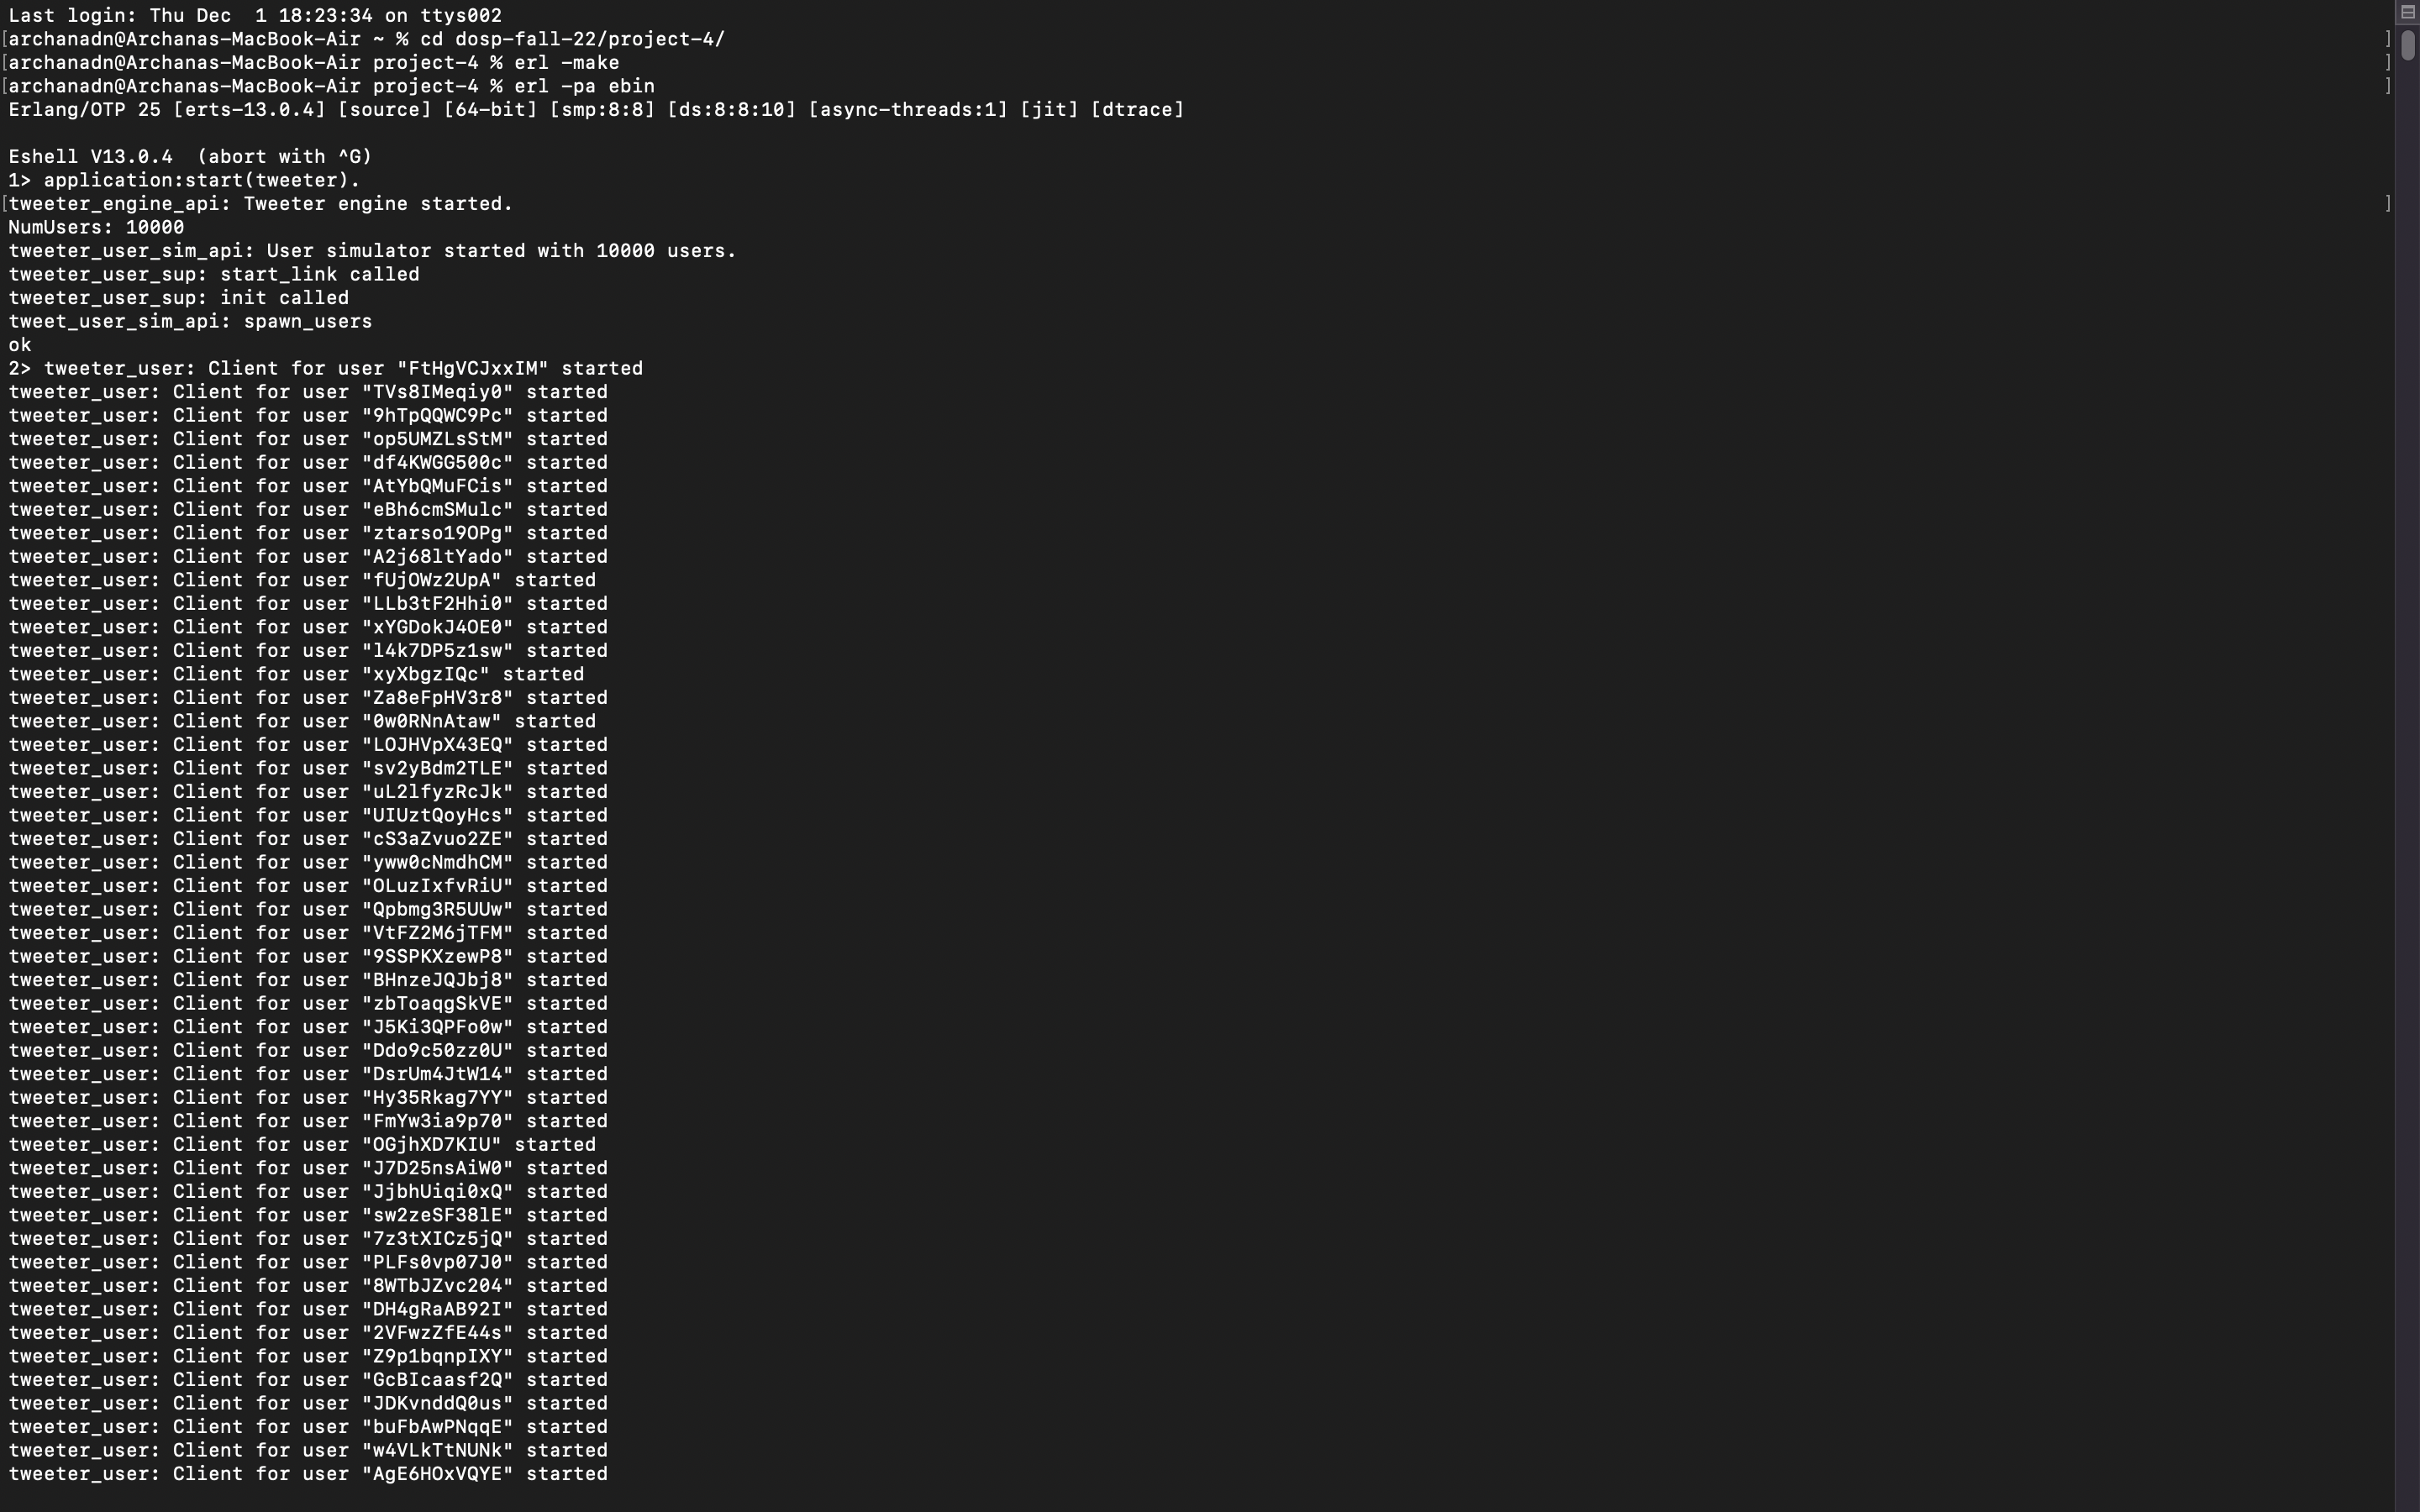 Last login: Thu Dec  1 18:23:34 on ttys002
[archanadn@Archanas-MacBook-Air ~ % cd dosp-fall-22/project-4/ ]
[archanadn@Archanas-MacBook-Air project-4 % erl -make ]
[archanadn@Archanas-MacBook-Air project-4 % erl -pa ebin ]
Erlang/OTP 25 [erts-13.0.4] [source] [64-bit] [smp:8:8] [ds:8:8:10] [async-threads:1] [jit] [dtrace]
Eshell V13.0.4  (abort with ^G)
1> application:start(tweeter).
[tweeter_engine_api: Tweeter engine started. ]
NumUsers: 10000
tweeter_user_sim_api: User simulator started with 10000 users.
tweeter_user_sup: start_link called
tweeter_user_sup: init called
tweet_user_sim_api: spawn_users
ok
2> tweeter_user: Client for user "FtHgVCJxxIM" started
tweeter_user: Client for user "TVs8IMeqiy0" started
tweeter_user: Client for user "9hTpQQWC9Pc" started
tweeter_user: Client for user "op5UMZLsStM" started
tweeter_user: Client for user "df4KWGG500c" started
tweeter_user: Client for user "AtYbQMuFCis" started
tweeter_user: Client for user "eBh6cmSMulc" started
tweeter_user: Client for user "ztarso19OPg" started
tweeter_user: Client for user "A2j68ltYado" started
tweeter_user: Client for user "fUjOWz2UpA" started
tweeter_user: Client for user "LLb3tF2Hhi0" started
tweeter_user: Client for user "xYGDokJ4OE0" started
tweeter_user: Client for user "l4k7DP5z1sw" started
tweeter_user: Client for user "xyXbgzIQc" started
tweeter_user: Client for user "Za8eFpHV3r8" started
tweeter_user: Client for user "0w0RNnAtaw" started
tweeter_user: Client for user "LOJHVpX43EQ" started
tweeter_user: Client for user "sv2yBdm2TLE" started
tweeter_user: Client for user "uL2lfyzRcJk" started
tweeter_user: Client for user "UIUztQoyHcs" started
tweeter_user: Client for user "cS3aZvuo2ZE" started
tweeter_user: Client for user "yww0cNmdhCM" started
tweeter_user: Client for user "OLuzIxfvRiU" started
tweeter_user: Client for user "Qpbmg3R5UUw" started
tweeter_user: Client for user "VtFZ2M6jTFM" started
tweeter_user: Client for user "9SSPKXzewP8" started
tweeter_user: Client for user "BHnzeJQJbj8" started
tweeter_user: Client for user "zbToaqgSkVE" started
tweeter_user: Client for user "J5Ki3QPFo0w" started
tweeter_user: Client for user "Ddo9c50zz0U" started
tweeter_user: Client for user "DsrUm4JtW14" started
tweeter_user: Client for user "Hy35Rkag7YY" started
tweeter_user: Client for user "FmYw3ia9p70" started
tweeter_user: Client for user "OGjhXD7KIU" started
tweeter_user: Client for user "J7D25nsAiW0" started
tweeter_user: Client for user "JjbhUiqi0xQ" started
tweeter_user: Client for user "sw2zeSF38lE" started
tweeter_user: Client for user "7z3tXICz5jQ" started
tweeter_user: Client for user "PLFs0vp07J0" started
tweeter_user: Client for user "8WTbJZvc204" started
tweeter_user: Client for user "DH4gRaAB92I" started
tweeter_user: Client for user "2VFwzZfE44s" started
tweeter_user: Client for user "Z9p1bqnpIXY" started
tweeter_user: Client for user "GcBIcaasf2Q" started
tweeter_user: Client for user "JDKvnddQ0us" started
tweeter_user: Client for user "buFbAwPNqqE" started
tweeter_user: Client for user "w4VLkTtNUNk" started
tweeter_user: Client for user "AgE6HOxVQYE" started